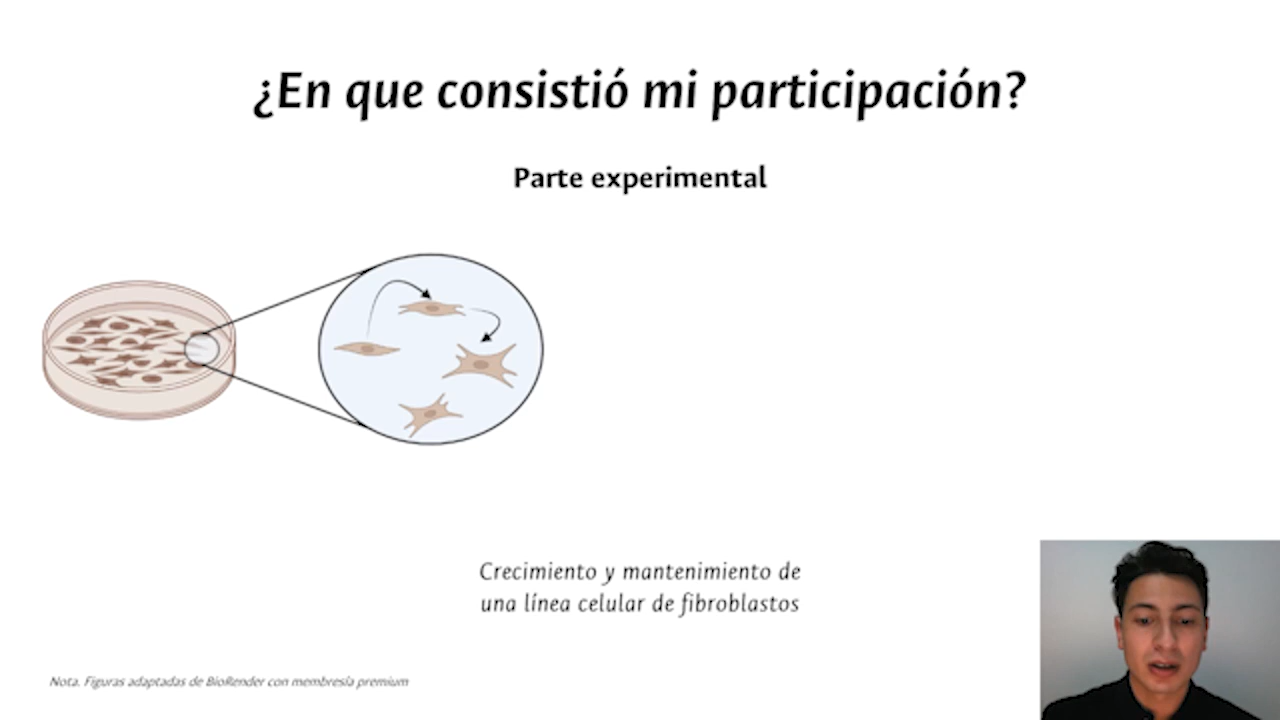 ¿En que consistió mi participación?
Parte experimental
Crecimiento y mantenimiento de
una línea celular de fibroblastos
Nota. Figuras adaptadas de BioRender con membresía premium